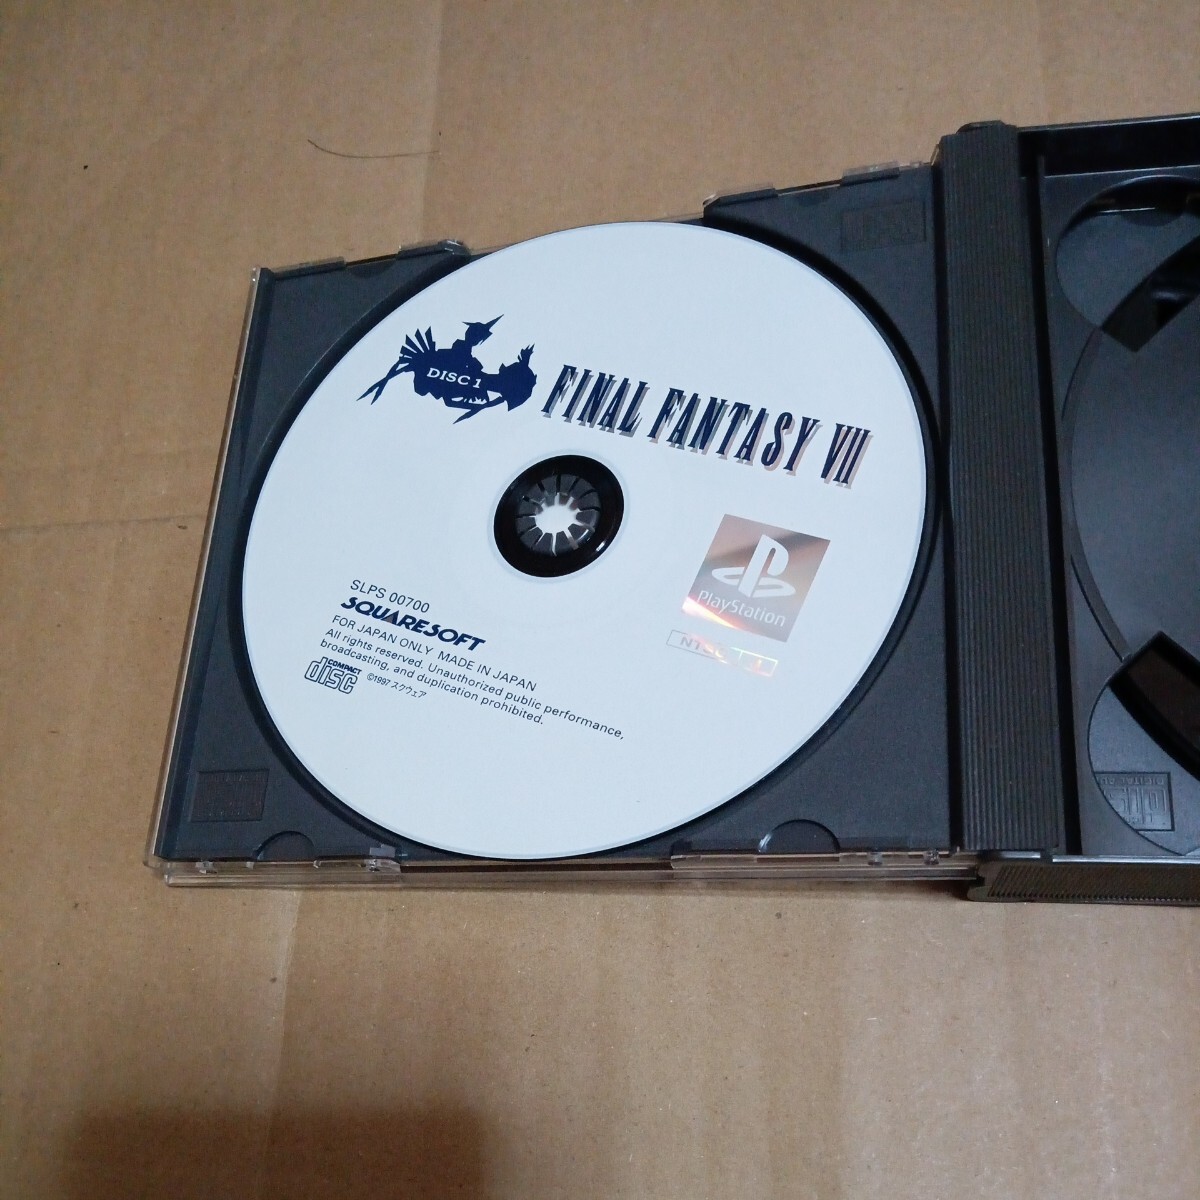 DISC 1
FINAL FANTASY VII
PlayStation
SLPS 00700
SQUARESOFT
FOR JAPAN ONLY MADE IN JAPAN
All rights reserved. Unauthorized public performance,
broadcasting, and duplication prohibited.
COMPACT
disc
©1997 スクウェア